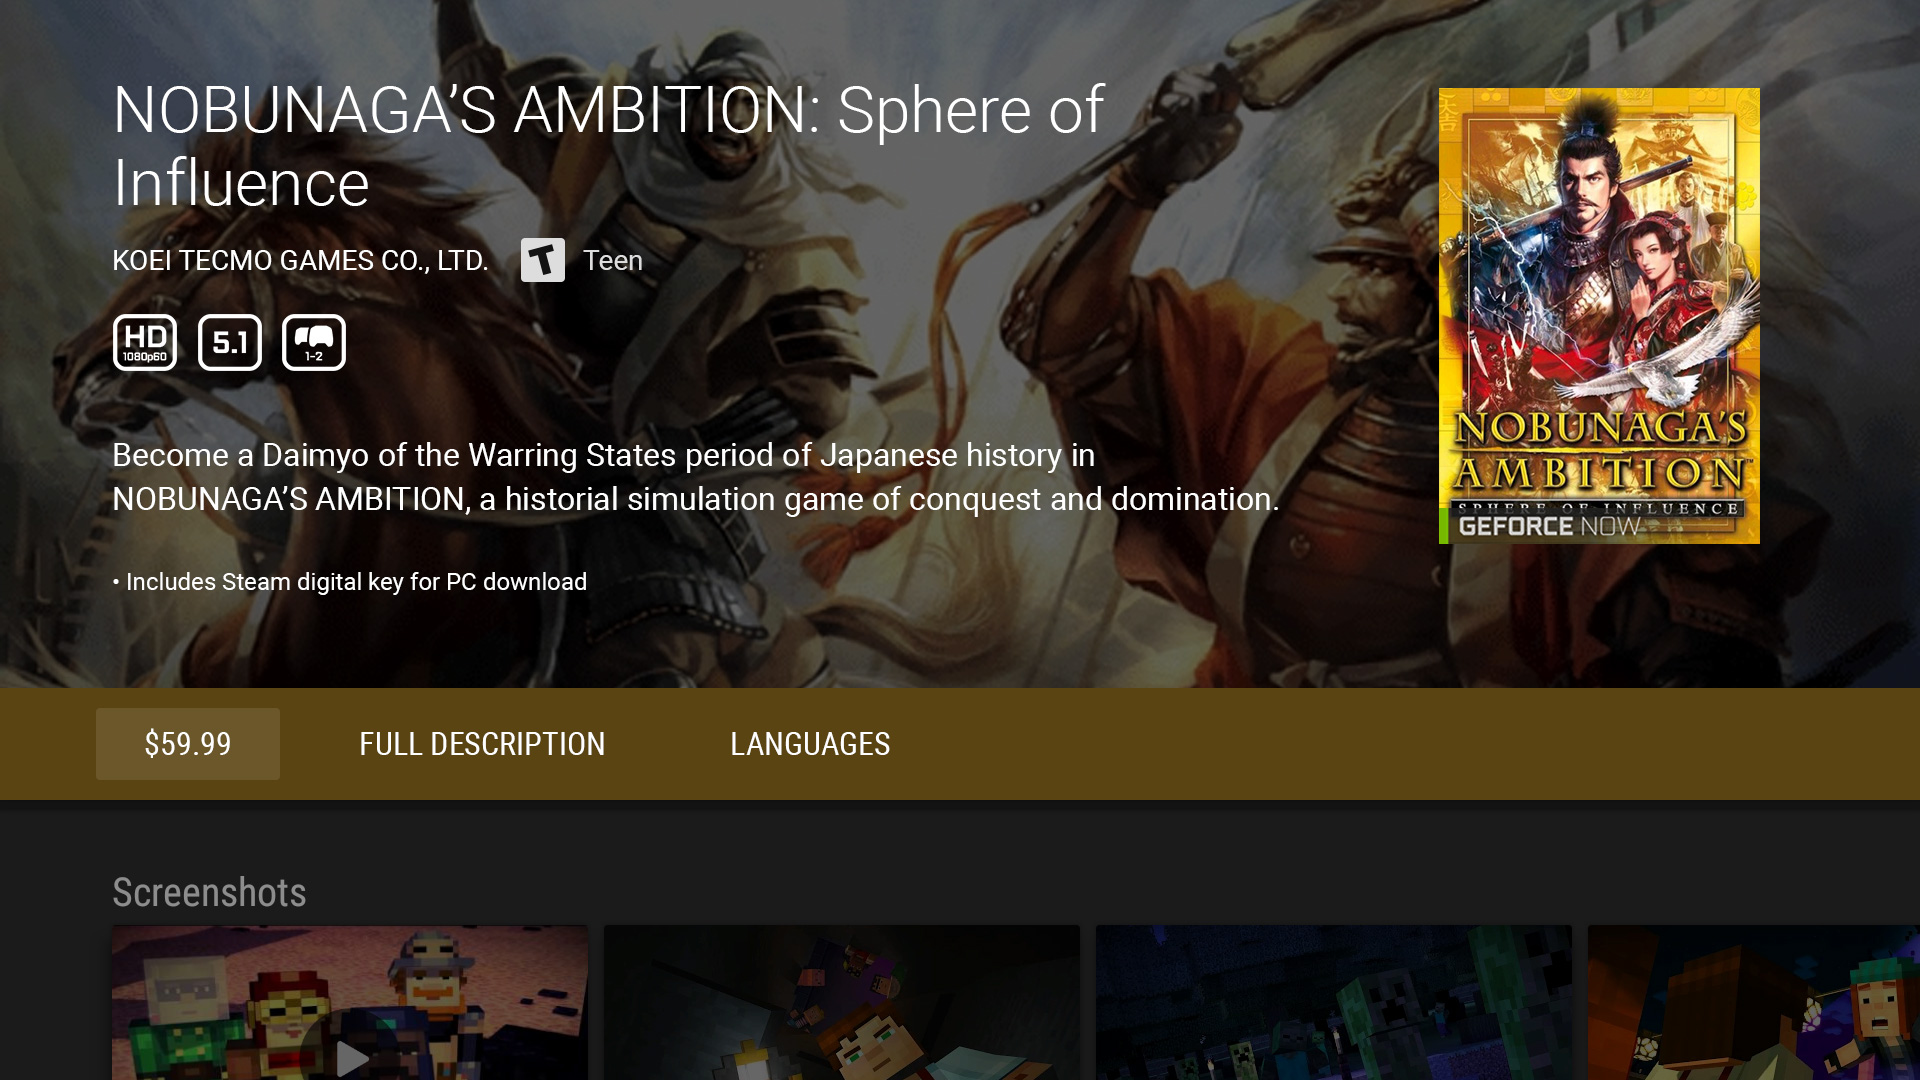 NOBUNAGA’S AMBITION: Sphere of
Influence
KOEI TECMO GAMES CO., LTD.
T
Teen
HD
1080p60
5.1
1-2
Become a Daimyo of the Warring States period of Japanese history in
NOBUNAGA’S AMBITION, a historial simulation game of conquest and domination.
• Includes Steam digital key for PC download
NOBUNAGA'S
AMBITION™
SPHERE OF INFLUENCE
GEFORCE NOW
$59.99
FULL DESCRIPTION
LANGUAGES
Screenshots